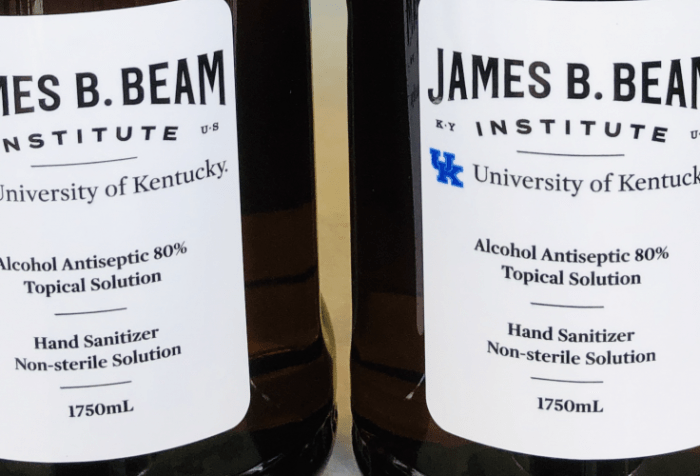 MES B. BEAM
NSTITUTE U·S
University of Kentucky.
Alcohol Antiseptic 80%
Topical Solution
Hand Sanitizer
Non-sterile Solution
1750mL
JAMES B. BEAM
K·Y INSTITUTE U·
UK University of Kentuck
Alcohol Antiseptic 80%
Topical Solution
Hand Sanitizer
Non-sterile Solution
1750mL